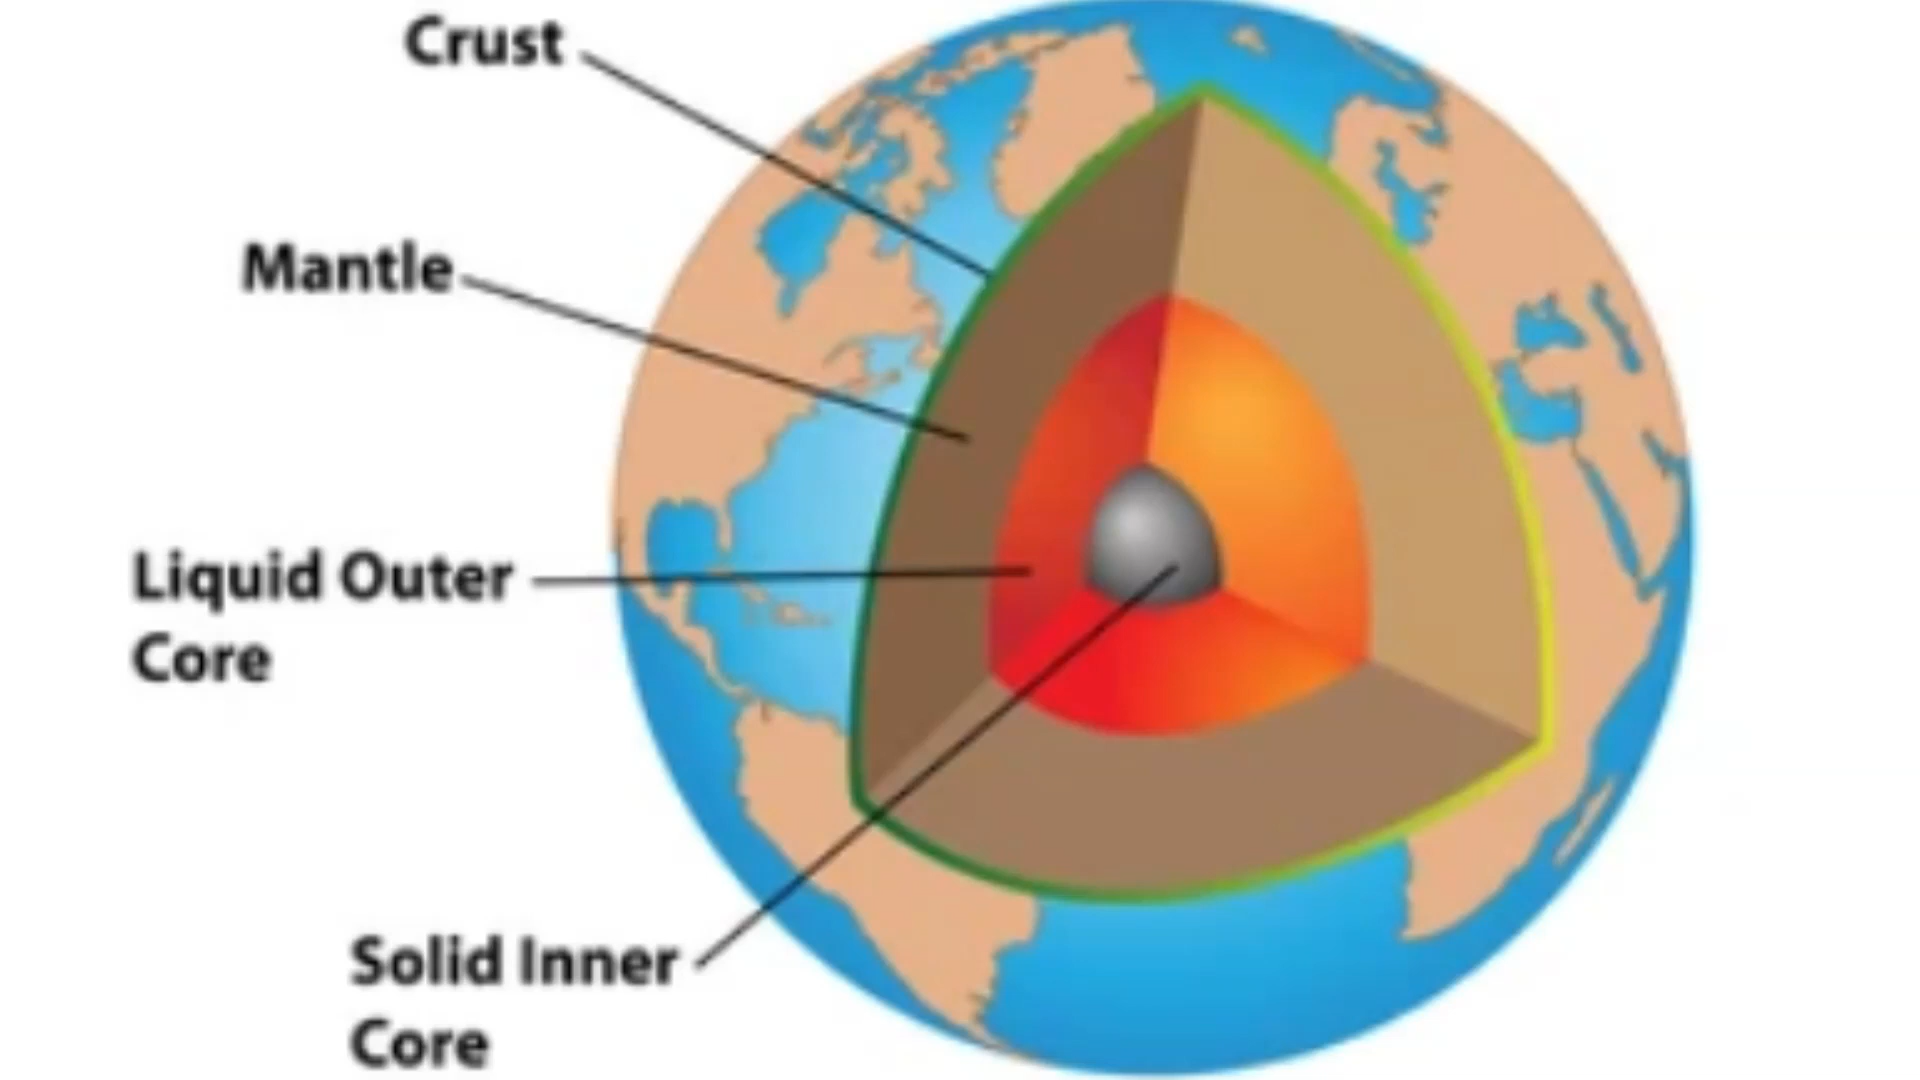 Crust
Mantle
Liquid Outer
Core
Solid Inner
Core